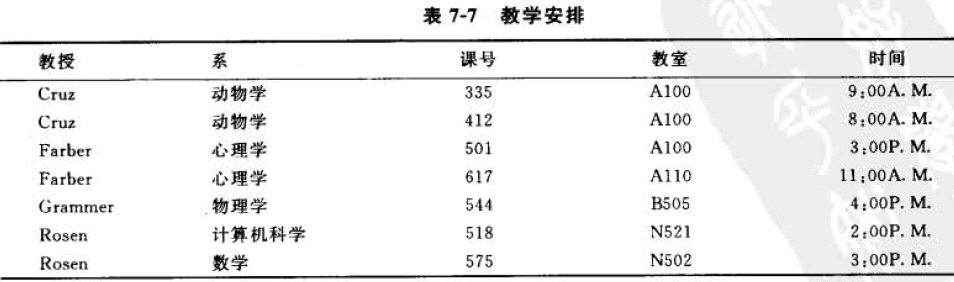 表 7-7 教学安排
教授 系 课号 教室 时间
Cruz 动物学 335 A100 9:00A. M.
Cruz 动物学 412 A100 8:00A. M.
Farber 心理学 501 A100 3:00P. M.
Farber 心理学 617 A110 11:00A. M.
Grammer 物理学 544 B505 4:00P. M.
Rosen 计算机科学 518 N521 2:00P. M.
Rosen 数学 575 N502 3:00P. M.